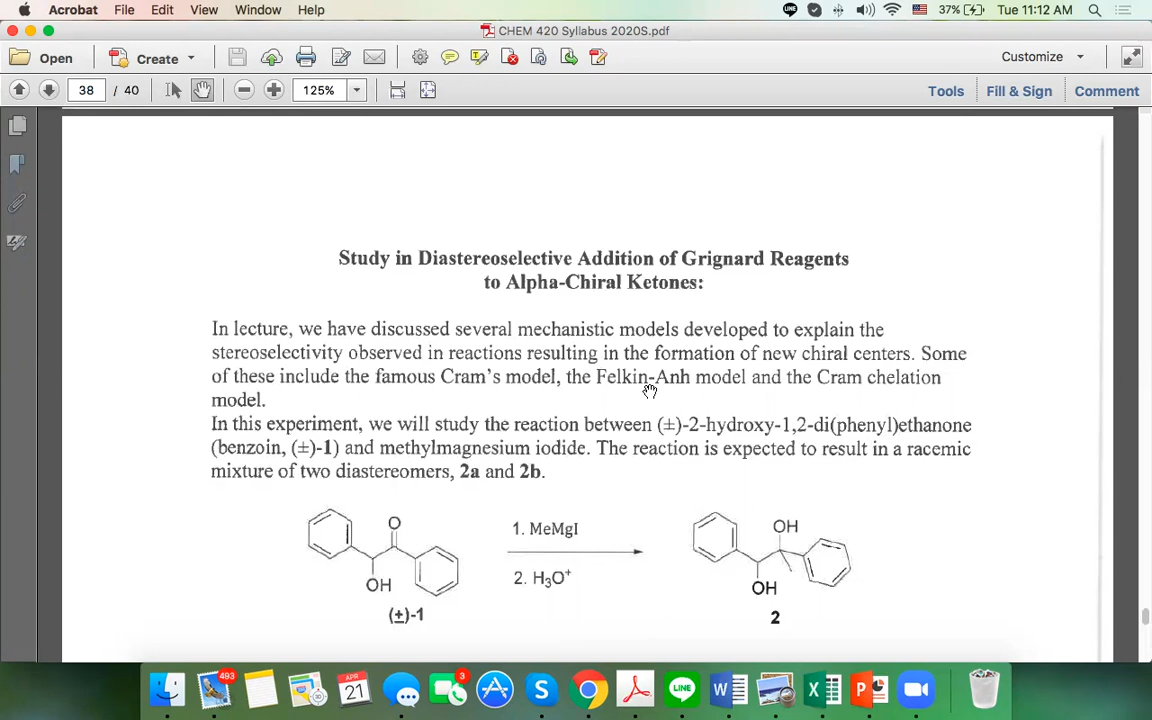 Acrobat File Edit View Window Help 37% Tue 11:12 AM
CHEM 420 Syllabus 2020S.pdf
Open Create Customize
38 / 40 125% Tools Fill & Sign Comment
Study in Diastereoselective Addition of Grignard Reagents
to Alpha-Chiral Ketones:
In lecture, we have discussed several mechanistic models developed to explain the
stereoselectivity observed in reactions resulting in the formation of new chiral centers. Some
of these include the famous Cram's model, the Felkin-Anh model and the Cram chelation
model.
In this experiment, we will study the reaction between (±)-2-hydroxy-1,2-di(phenyl)ethanone
(benzoin, (±)-1) and methylmagnesium iodide. The reaction is expected to result in a racemic
mixture of two diastereomers, 2a and 2b.
O
OH
(±)-1
1. MeMgI
2. H₃O⁺
OH
OH
2
493
APR
21
3
LINE
W
X
P